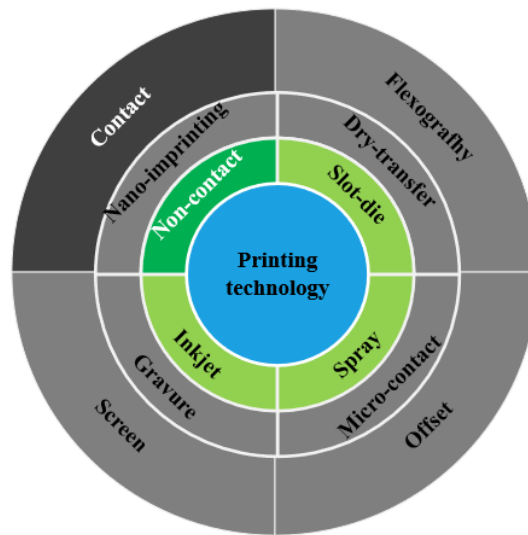 Contact
Flexografhy
Nano-imprinting
Dry-transfer
Non-contact
Slot-die
Printing
technology
Inkjet
Spray
Gravure
Micro-contact
Screen
Offset